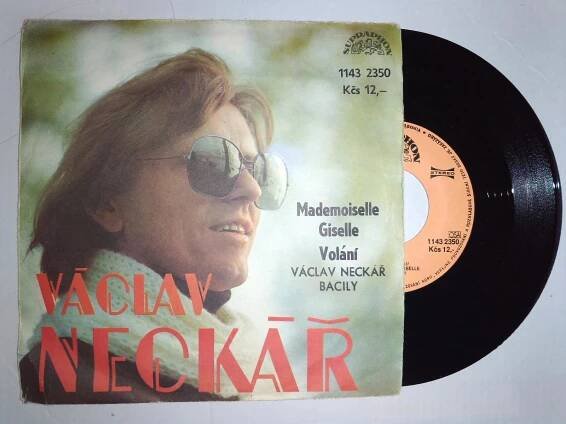 SUPRAPHON
1143 2350
Kčs 12,–
Mademoiselle
Giselle
Volání
VÁCLAV NECKÁŘ
BACILY
VÁCLAV
NECKÁŘ
STEREO
1143 2350
Kčs 12,-